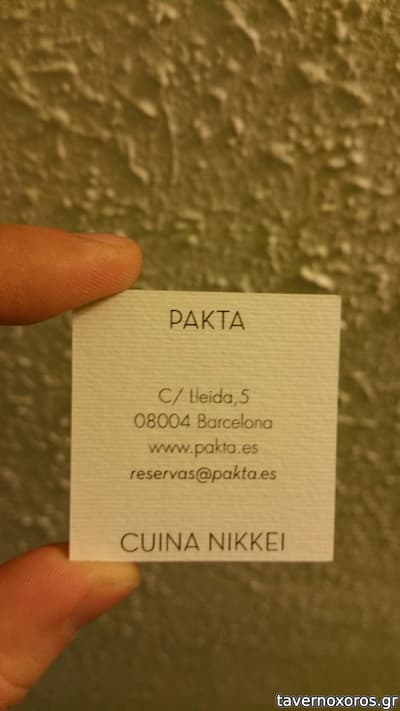 PAKTA
C/ Lleida,5
08004 Barcelona
www.pakta.es
reservas@pakta.es
CUINA NIKKEI
tavernoxoros.gr